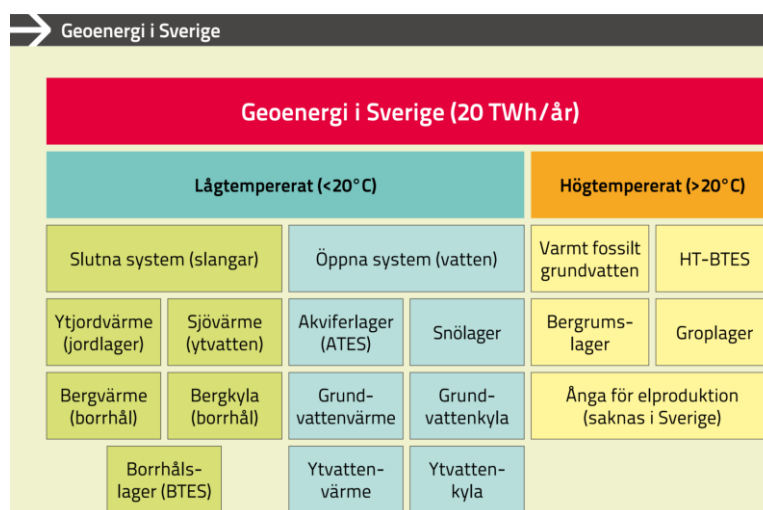 Geoenergi i Sverige
Geoenergi i Sverige (20 TWh/år)
Lågtempererat (<20°C)
Högtempererat (>20°C)
Slutna system (slangar)
Öppna system (vatten)
Varmt fossilt
grundvatten
HT-BTES
Ytjordvärme
(jordlager)
Sjövärme
(ytvatten)
Akviferlager
(ATES)
Snölager
Bergrums-
lager
Groplager
Bergvärme
(borrhål)
Bergkyla
(borrhål)
Grund-
vattenvärme
Grund-
vattenkyla
Ånga för elproduktion
(saknas i Sverige)
Borrhåls-
lager (BTES)
Ytvatten-
värme
Ytvatten-
kyla